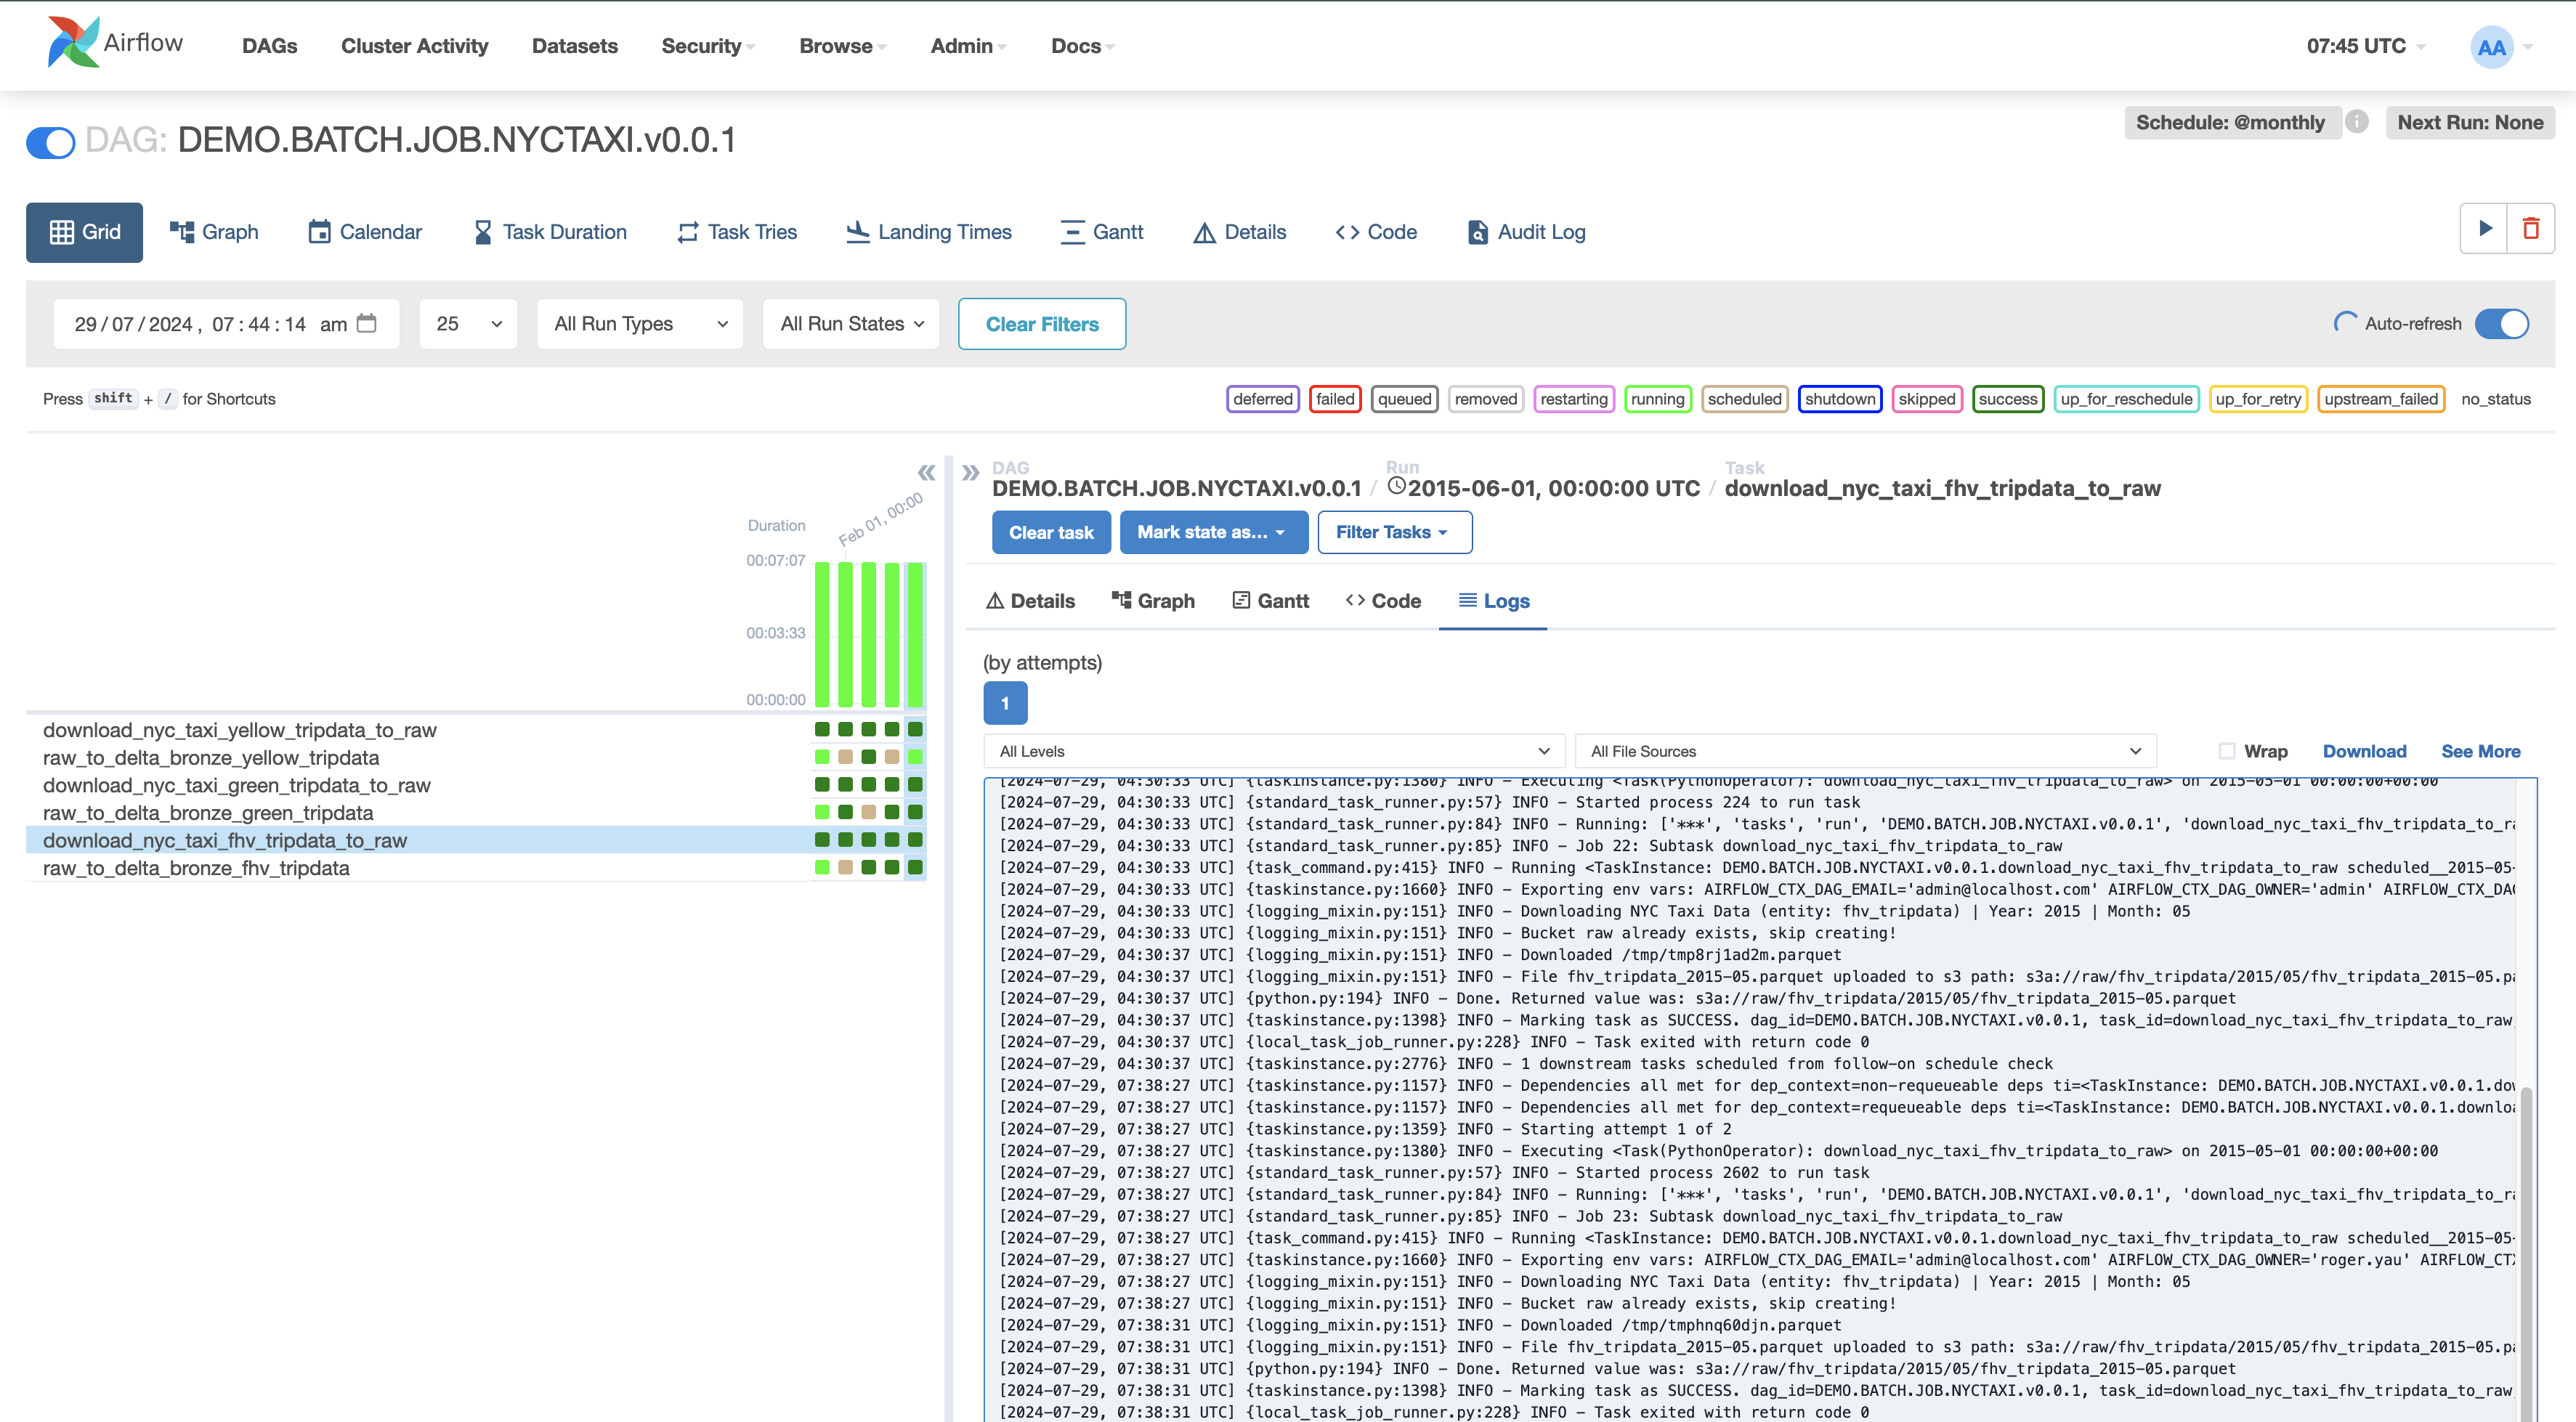 Airflow DAGs Cluster Activity Datasets Security Browse Admin Docs 07:45 UTC AA
DAG: DEMO.BATCH.JOB.NYCTAXI.v0.0.1 Schedule: @monthly i Next Run: None
Grid Graph Calendar Task Duration Task Tries Landing Times Gantt Details Code Audit Log
29/07/2024, 07:44:14 am 25 All Run Types All Run States Clear Filters Auto-refresh
Press shift + / for Shortcuts deferred failed queued removed restarting running scheduled shutdown skipped success up_for_reschedule up_for_retry upstream_failed no_status
Duration
Feb 01, 00:00
00:07:07
00:03:33
00:00:00
download_nyc_taxi_yellow_tripdata_to_raw
raw_to_delta_bronze_yellow_tripdata
download_nyc_taxi_green_tripdata_to_raw
raw_to_delta_bronze_green_tripdata
download_nyc_taxi_fhv_tripdata_to_raw
raw_to_delta_bronze_fhv_tripdata
DAG Run Task
DEMO.BATCH.JOB.NYCTAXI.v0.0.1 / 2015-06-01, 00:00:00 UTC / download_nyc_taxi_fhv_tripdata_to_raw
Clear task Mark state as... Filter Tasks
Details Graph Gantt Code Logs
(by attempts)
1
All Levels All File Sources Wrap Download See More
[2024-07-29, 04:30:33 UTC] {taskinstance.py:1380} INFO - Executing <Task(PythonOperator): download_nyc_taxi_fhv_tripdata_to_raw> on 2015-05-01 00:00:00+00:00
[2024-07-29, 04:30:33 UTC] {standard_task_runner.py:57} INFO - Started process 224 to run task
[2024-07-29, 04:30:33 UTC] {standard_task_runner.py:84} INFO - Running: ['***', 'tasks', 'run', 'DEMO.BATCH.JOB.NYCTAXI.v0.0.1', 'download_nyc_taxi_fhv_tripdata_to_ra
[2024-07-29, 04:30:33 UTC] {standard_task_runner.py:85} INFO - Job 22: Subtask download_nyc_taxi_fhv_tripdata_to_raw
[2024-07-29, 04:30:33 UTC] {task_command.py:415} INFO - Running <TaskInstance: DEMO.BATCH.JOB.NYCTAXI.v0.0.1.download_nyc_taxi_fhv_tripdata_to_raw scheduled__2015-05-
[2024-07-29, 04:30:33 UTC] {taskinstance.py:1660} INFO - Exporting env vars: AIRFLOW_CTX_DAG_EMAIL='admin@localhost.com' AIRFLOW_CTX_DAG_OWNER='admin' AIRFLOW_CTX_DAG
[2024-07-29, 04:30:33 UTC] {logging_mixin.py:151} INFO - Downloading NYC Taxi Data (entity: fhv_tripdata) | Year: 2015 | Month: 05
[2024-07-29, 04:30:33 UTC] {logging_mixin.py:151} INFO - Bucket raw already exists, skip creating!
[2024-07-29, 04:30:37 UTC] {logging_mixin.py:151} INFO - Downloaded /tmp/tmp8rj1ad2m.parquet
[2024-07-29, 04:30:37 UTC] {logging_mixin.py:151} INFO - File fhv_tripdata_2015-05.parquet uploaded to s3 path: s3a://raw/fhv_tripdata/2015/05/fhv_tripdata_2015-05.pa
[2024-07-29, 04:30:37 UTC] {python.py:194} INFO - Done. Returned value was: s3a://raw/fhv_tripdata/2015/05/fhv_tripdata_2015-05.parquet
[2024-07-29, 04:30:37 UTC] {taskinstance.py:1398} INFO - Marking task as SUCCESS. dag_id=DEMO.BATCH.JOB.NYCTAXI.v0.0.1, task_id=download_nyc_taxi_fhv_tripdata_to_raw,
[2024-07-29, 04:30:37 UTC] {local_task_job_runner.py:228} INFO - Task exited with return code 0
[2024-07-29, 04:30:37 UTC] {taskinstance.py:2776} INFO - 1 downstream tasks scheduled from follow-on schedule check
[2024-07-29, 07:38:27 UTC] {taskinstance.py:1157} INFO - Dependencies all met for dep_context=non-requeueable deps ti=<TaskInstance: DEMO.BATCH.JOB.NYCTAXI.v0.0.1.dow
[2024-07-29, 07:38:27 UTC] {taskinstance.py:1157} INFO - Dependencies all met for dep_context=requeueable deps ti=<TaskInstance: DEMO.BATCH.JOB.NYCTAXI.v0.0.1.downloa
[2024-07-29, 07:38:27 UTC] {taskinstance.py:1359} INFO - Starting attempt 1 of 2
[2024-07-29, 07:38:27 UTC] {taskinstance.py:1380} INFO - Executing <Task(PythonOperator): download_nyc_taxi_fhv_tripdata_to_raw> on 2015-05-01 00:00:00+00:00
[2024-07-29, 07:38:27 UTC] {standard_task_runner.py:57} INFO - Started process 2602 to run task
[2024-07-29, 07:38:27 UTC] {standard_task_runner.py:84} INFO - Running: ['***', 'tasks', 'run', 'DEMO.BATCH.JOB.NYCTAXI.v0.0.1', 'download_nyc_taxi_fhv_tripdata_to_ra
[2024-07-29, 07:38:27 UTC] {standard_task_runner.py:85} INFO - Job 23: Subtask download_nyc_taxi_fhv_tripdata_to_raw
[2024-07-29, 07:38:27 UTC] {task_command.py:415} INFO - Running <TaskInstance: DEMO.BATCH.JOB.NYCTAXI.v0.0.1.download_nyc_taxi_fhv_tripdata_to_raw scheduled__2015-05-
[2024-07-29, 07:38:27 UTC] {taskinstance.py:1660} INFO - Exporting env vars: AIRFLOW_CTX_DAG_EMAIL='admin@localhost.com' AIRFLOW_CTX_DAG_OWNER='roger.yau' AIRFLOW_CTX
[2024-07-29, 07:38:27 UTC] {logging_mixin.py:151} INFO - Downloading NYC Taxi Data (entity: fhv_tripdata) | Year: 2015 | Month: 05
[2024-07-29, 07:38:27 UTC] {logging_mixin.py:151} INFO - Bucket raw already exists, skip creating!
[2024-07-29, 07:38:31 UTC] {logging_mixin.py:151} INFO - Downloaded /tmp/tmphnq60djn.parquet
[2024-07-29, 07:38:31 UTC] {logging_mixin.py:151} INFO - File fhv_tripdata_2015-05.parquet uploaded to s3 path: s3a://raw/fhv_tripdata/2015/05/fhv_tripdata_2015-05.pa
[2024-07-29, 07:38:31 UTC] {python.py:194} INFO - Done. Returned value was: s3a://raw/fhv_tripdata/2015/05/fhv_tripdata_2015-05.parquet
[2024-07-29, 07:38:31 UTC] {taskinstance.py:1398} INFO - Marking task as SUCCESS. dag_id=DEMO.BATCH.JOB.NYCTAXI.v0.0.1, task_id=download_nyc_taxi_fhv_tripdata_to_raw,
[2024-07-29, 07:38:31 UTC] {local_task_job_runner.py:228} INFO - Task exited with return code 0